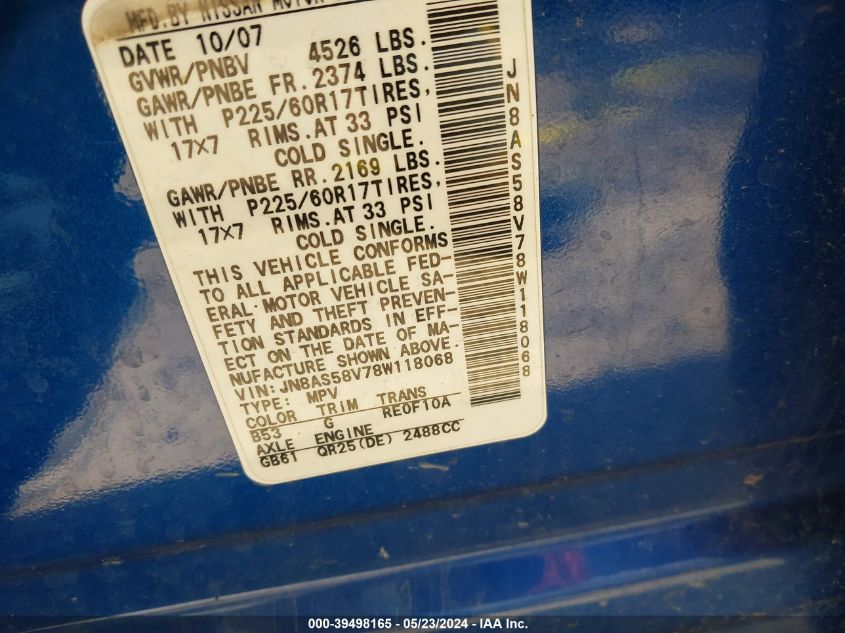 MFD.BY NISSAN MOTOR
DATE 10/07
GVWR/PNBV 4526 LBS.
GAWR/PNBE FR.2374 LBS.
WITH P225/60R17TIRES,
17X7 RIMS.AT 33 PSI
COLD SINGLE.
GAWR/PNBE RR.2169 LBS.
WITH P225/60R17TIRES,
17X7 RIMS.AT 33 PSI
COLD SINGLE.
THIS VEHICLE CONFORMS
TO ALL APPLICABLE FED-
ERAL MOTOR VEHICLE SA-
FETY AND THEFT PREVEN-
TION STANDARDS IN EFF-
ECT ON THE DATE OF MA-
NUFACTURE SHOWN ABOVE.
VIN:JN8AS58V78W118068
TYPE: MPV
COLOR TRIM TRANS
B53 G RE0F10A
AXLE ENGINE
GB61 QR25(DE) 2488CC
JN8AS58V78W118068
000-39498165 - 05/23/2024 - IAA Inc.